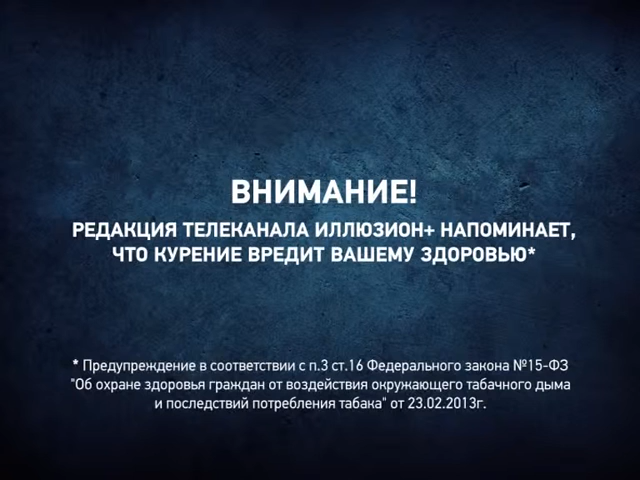 ВНИМАНИЕ!
РЕДАКЦИЯ ТЕЛЕКАНАЛА ИЛЛЮЗИОН+ НАПОМИНАЕТ,
ЧТО КУРЕНИЕ ВРЕДИТ ВАШЕМУ ЗДОРОВЬЮ*
* Предупреждение в соответствии с п.3 ст.16 Федерального закона №15-ФЗ
"Об охране здоровья граждан от воздействия окружающего табачного дыма
и последствий потребления табака" от 23.02.2013г.